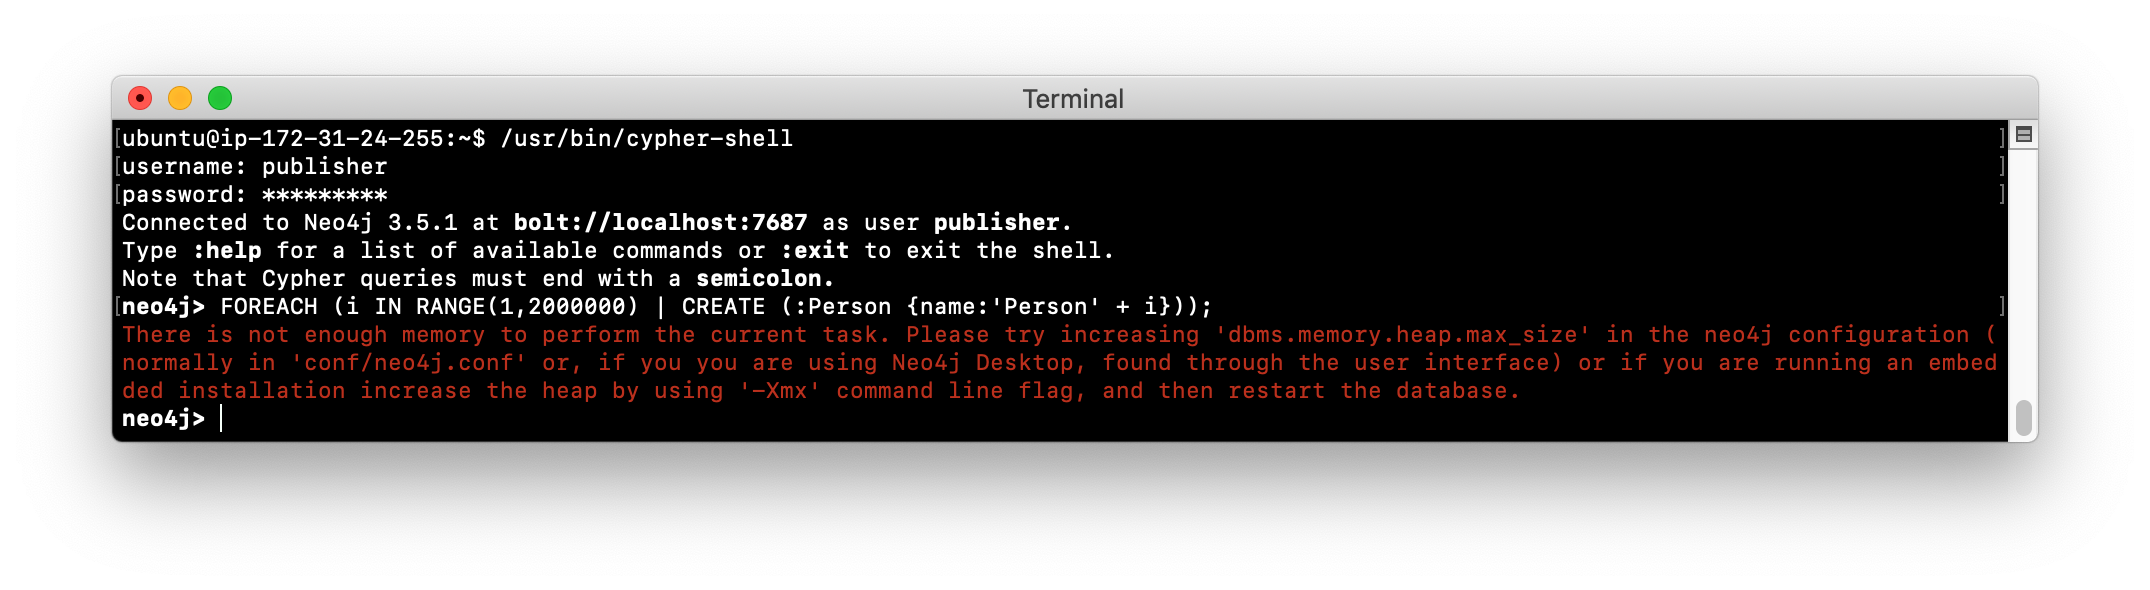 Terminal
[ubuntu@ip-172-31-24-255:~$ /usr/bin/cypher-shell ]
[username: publisher ]
[password: ********* ]
Connected to Neo4j 3.5.1 at bolt://localhost:7687 as user publisher.
Type :help for a list of available commands or :exit to exit the shell.
Note that Cypher queries must end with a semicolon.
[neo4j> FOREACH (i IN RANGE(1,2000000) | CREATE (:Person {name:'Person' + i})); ]
There is not enough memory to perform the current task. Please try increasing 'dbms.memory.heap.max_size' in the neo4j configuration (
normally in 'conf/neo4j.conf' or, if you you are using Neo4j Desktop, found through the user interface) or if you are running an embed
ded installation increase the heap by using '-Xmx' command line flag, and then restart the database.
neo4j>